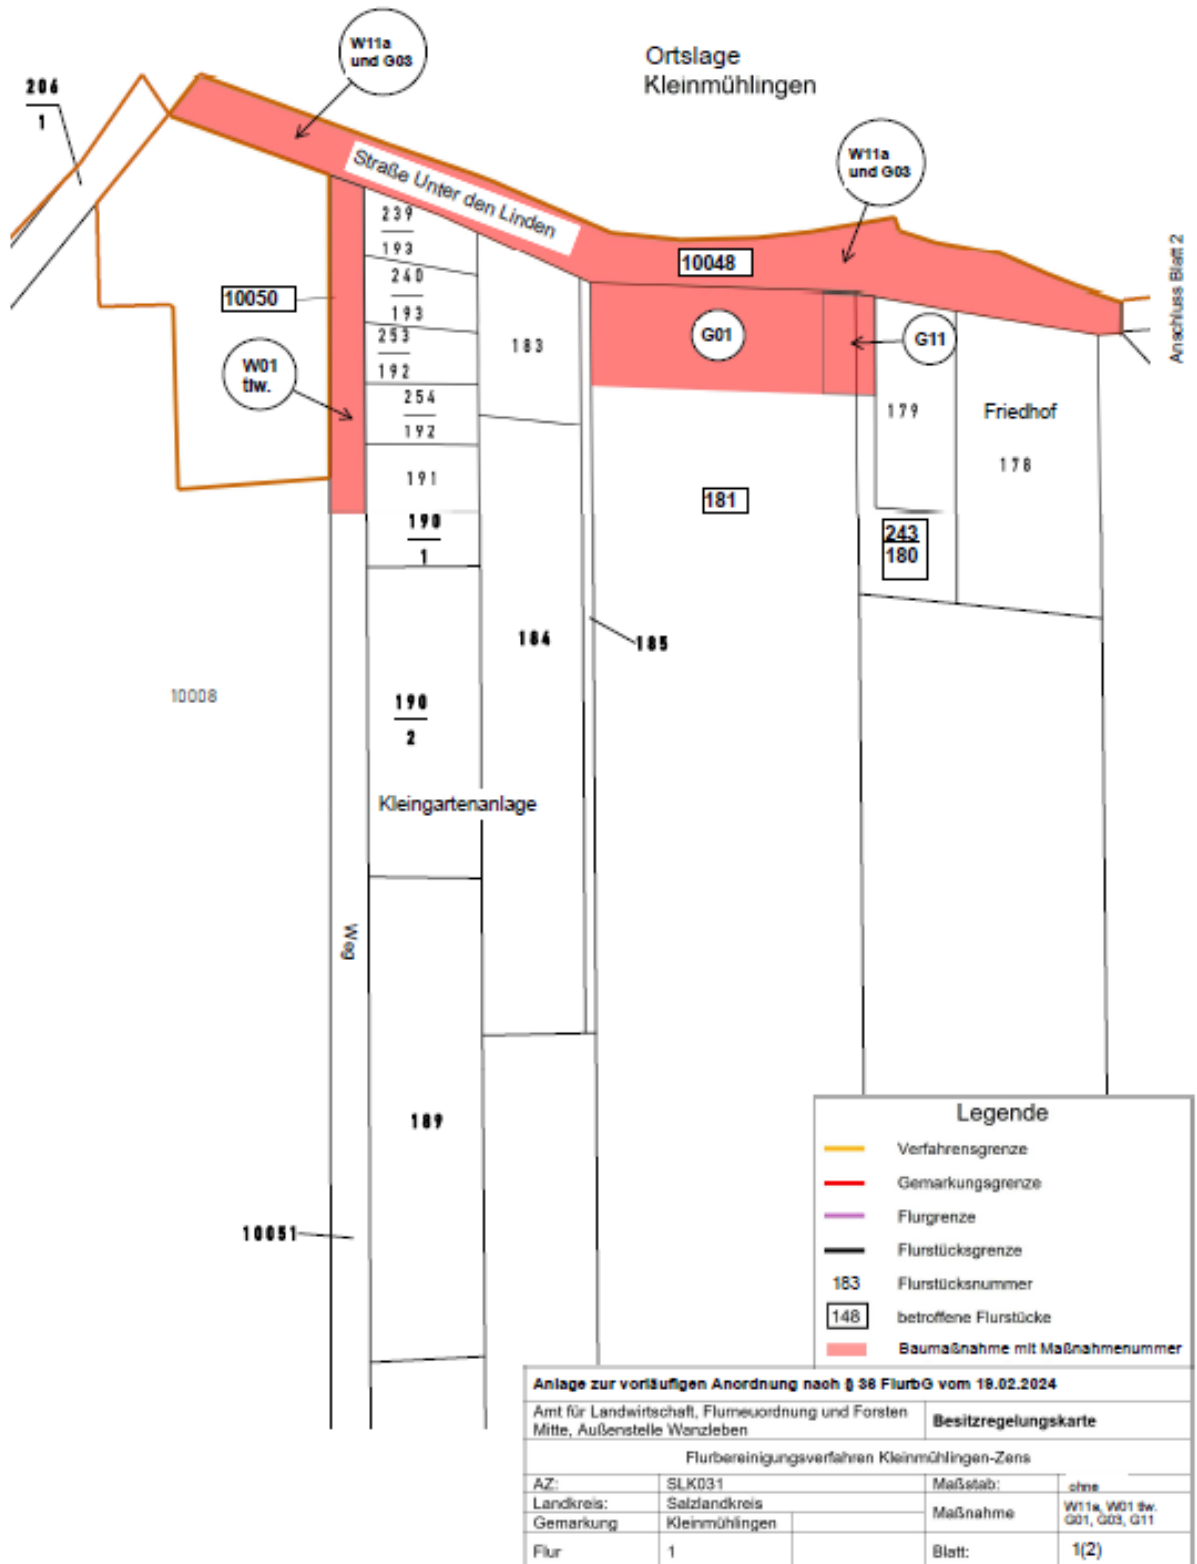 W11a
und G03
Ortslage
Kleinmühlingen
206
1
W11a
und G03
Straße Unter den Linden
Anschluss Blatt 2
239
193
10048
240
193
10050
253
192
183
G01
G11
W01
tlw.
254
192
179
Friedhof
178
191
181
190
1
243
180
184
185
10008
190
2
Kleingartenanlage
Weg
189
10051
Legende
Verfahrensgrenze
Gemarkungsgrenze
Flurgrenze
Flurstücksgrenze
183 Flurstücksnummer
148 betroffene Flurstücke
Baumaßnahme mit Maßnahmenummer
Anlage zur vorläufigen Anordnung nach § 36 FlurbG vom 19.02.2024
Amt für Landwirtschaft, Flurneuordnung und Forsten
Mitte, Außenstelle Wanzleben
Besitzregelungskarte
Flurbereinigungsverfahren Kleinmühlingen-Zens
AZ: SLK031 Maßstab: ohne
Landkreis: Salzlandkreis
Maßnahme W11a, W01 tlw.
G01, G03, G11
Gemarkung Kleinmühlingen
Flur 1 Blatt: 1(2)